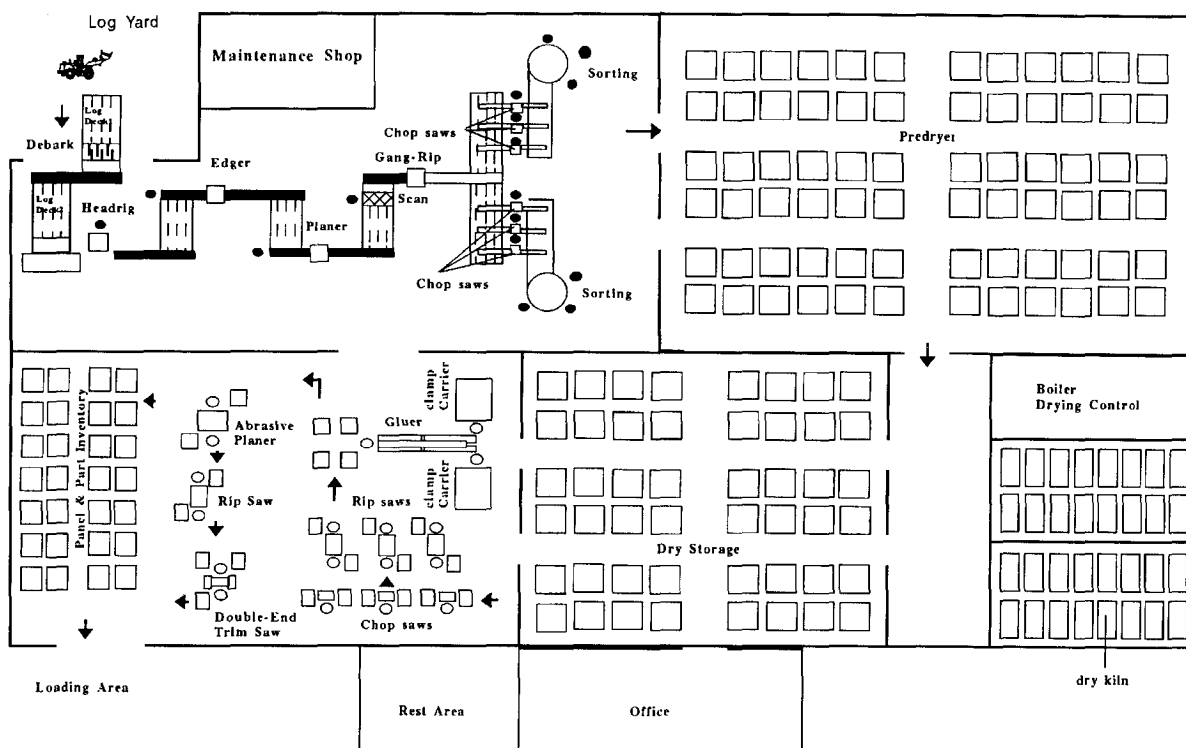 Log Yard
Maintenance Shop
Sorting
Log
Deck1
Debark
Chop saws
Predryer
Edger
Gang-Rip
Log
Deck2
Headrig
Scan
Planer
Chop saws
Sorting
Panel & Part Inventory
Abrasive
Planer
Gluer
clamp
Carrier
clamp
Carrier
Boiler
Drying Control
Rip Saw
Rip saws
Dry Storage
Double-End
Trim Saw
Chop saws
Loading Area
Rest Area
Office
dry kiln